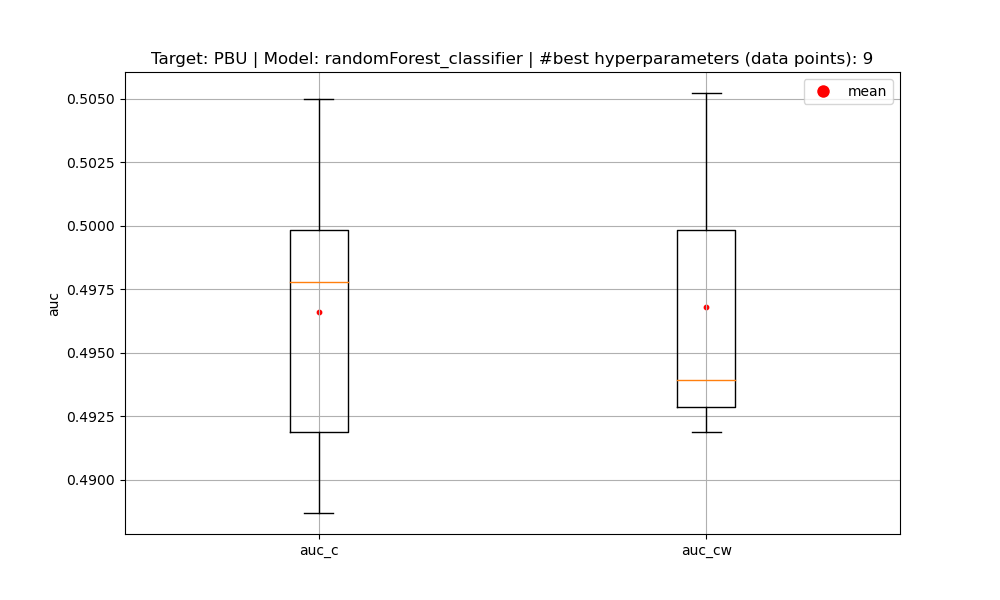 Target: PBU | Model: randomForest_classifier | #best hyperparameters (data points): 9
mean
0.5050
0.5025
0.5000
0.4975
0.4950
0.4925
0.4900
auc
auc_c
auc_cw